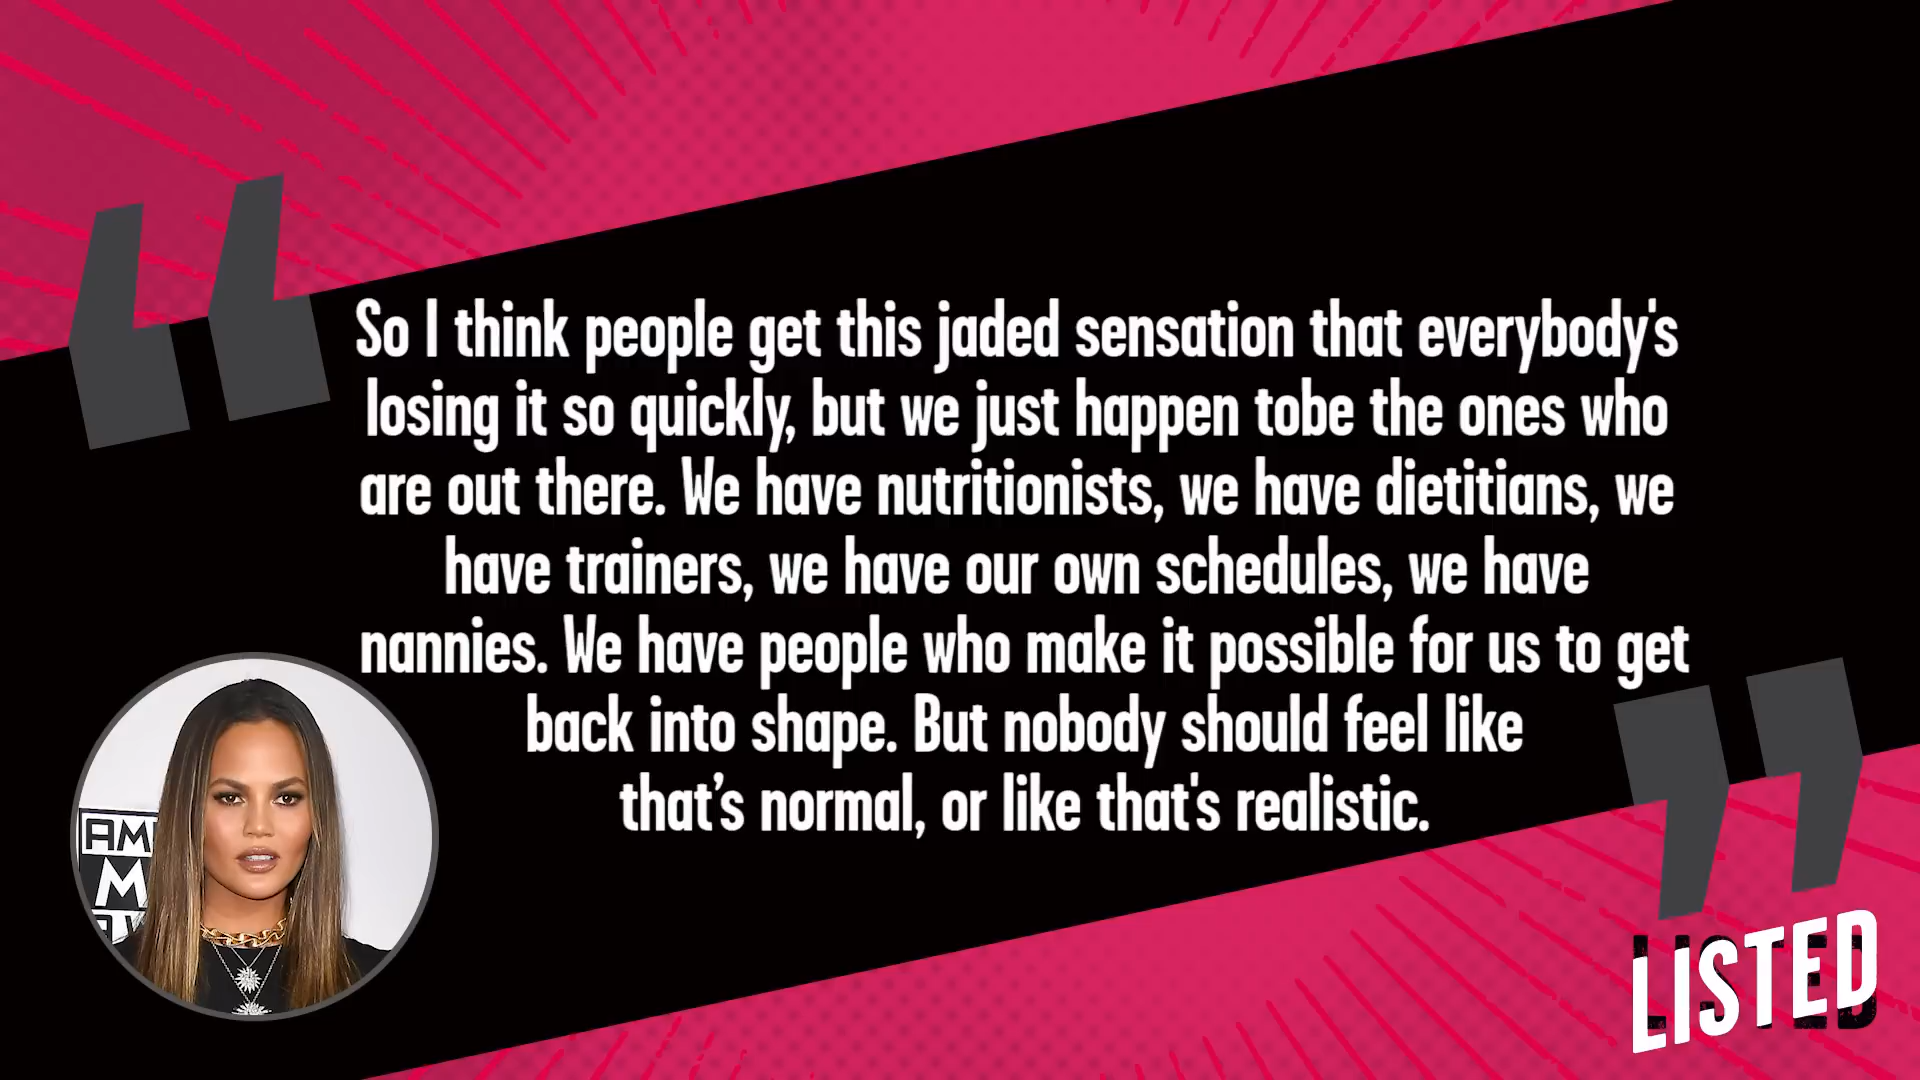 So I think people get this jaded sensation that everybody's
losing it so quickly, but we just happen tobe the ones who
are out there. We have nutritionists, we have dietitians, we
have trainers, we have our own schedules, we have
nannies. We have people who make it possible for us to get
back into shape. But nobody should feel like
that’s normal, or like that's realistic.
AM
M
AW
LISTED